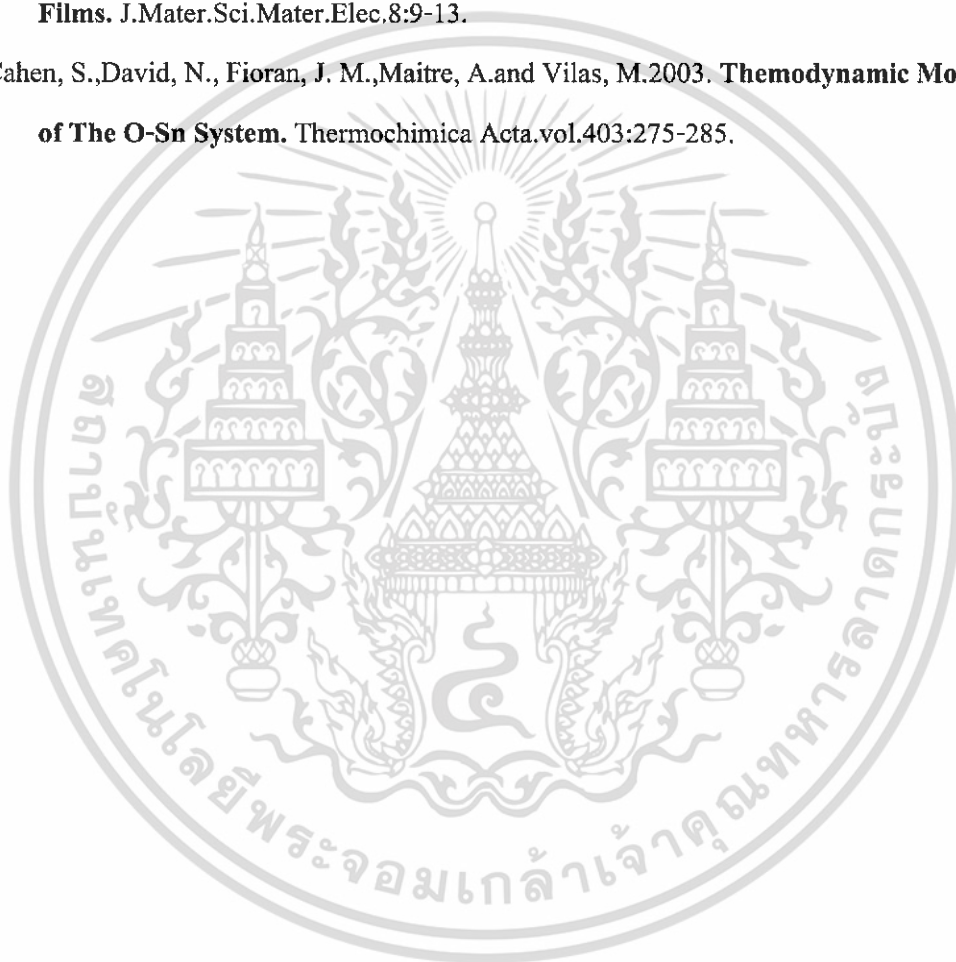 Films. J.Mater.Sci.Mater.Elec.8:9-13.
Cahen, S.,David, N., Fioran, J. M.,Maitre, A.and Vilas, M.2003. Themodynamic Mo
of The O-Sn System. Thermochimica Acta.vol.403:275-285.
สถาบันเทคโนโลยีพระจอมเกล้าเจ้าคุณทหารลาดกระบัง
๔